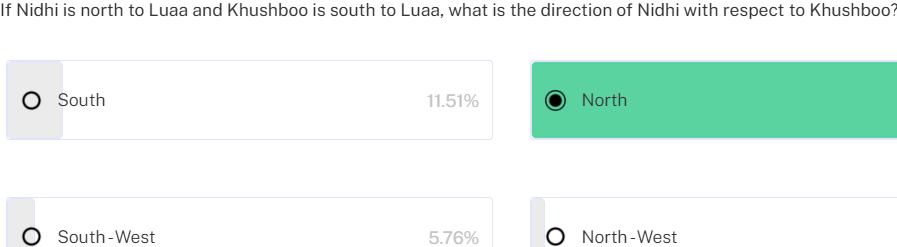 If Nidhi is north to Luaa and Khushboo is south to Luaa, what is the direction of Nidhi with respect to Khushboo?
South 11.51% North
South-West 5.76% North-West